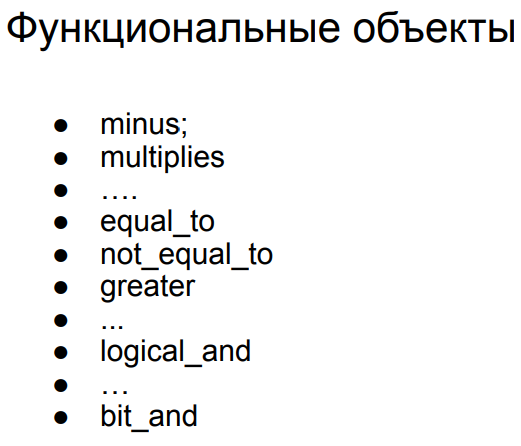 Функциональные объекты
● minus;
● multiplies
● ….
● equal_to
● not_equal_to
● greater
● ...
● logical_and
● …
● bit_and